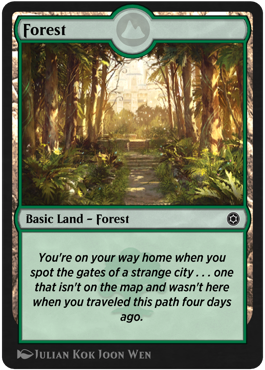 Forest
Basic Land – Forest
You're on your way home when you
spot the gates of a strange city . . . one
that isn't on the map and wasn't here
when you traveled this path four days
ago.
Julian Kok Joon Wen